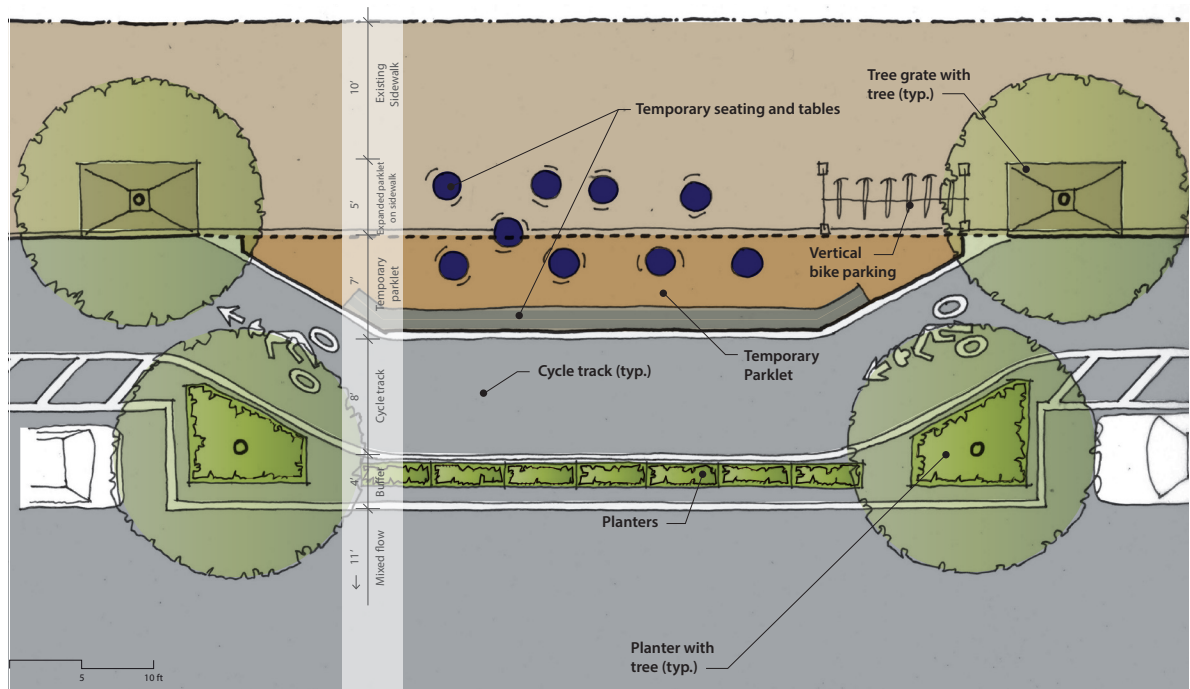 10'
Existing
Sidewalk
5'
Expanded parklet
on sidewalk
7'
Temporary
parklet
8'
Cycle track
4'
Buffer
11'
Mixed flow
Temporary seating and tables
Tree grate with
tree (typ.)
Vertical
bike parking
Temporary
Parklet
Cycle track (typ.)
Planters
Planter with
tree (typ.)
5
10 ft